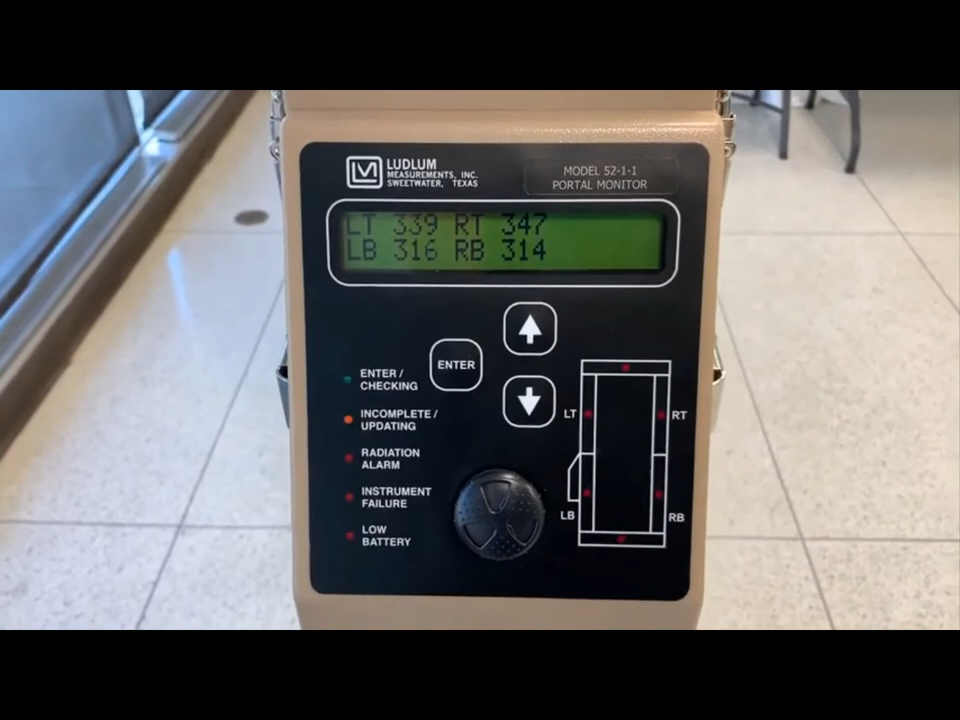 LUDLUM
MEASUREMENTS, INC.
SWEETWATER, TEXAS
MODEL 52-1-1
PORTAL MONITOR
LT 339 RT 347
LB 316 RB 314
ENTER
ENTER /
CHECKING
INCOMPLETE /
UPDATING
RADIATION
ALARM
INSTRUMENT
FAILURE
LOW
BATTERY
LT
RT
LB
RB